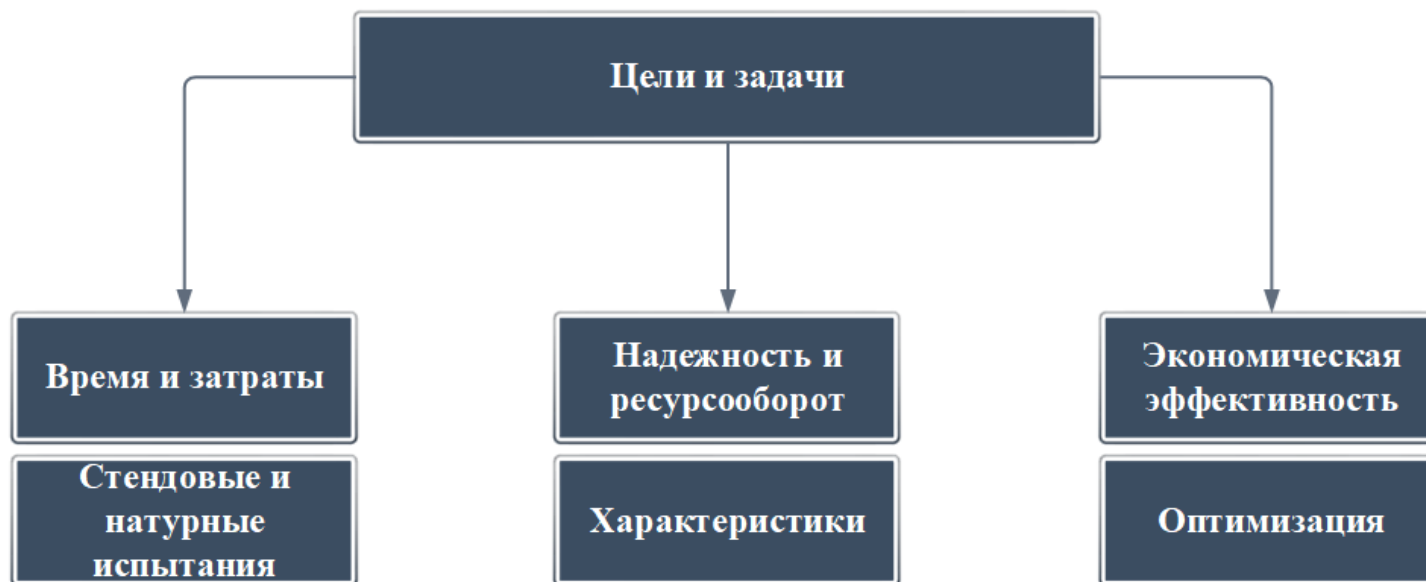 Цели и задачи
Время и затраты
Надежность и
ресурсооборот
Экономическая
эффективность
Стендовые и
натурные
испытания
Характеристики
Оптимизация